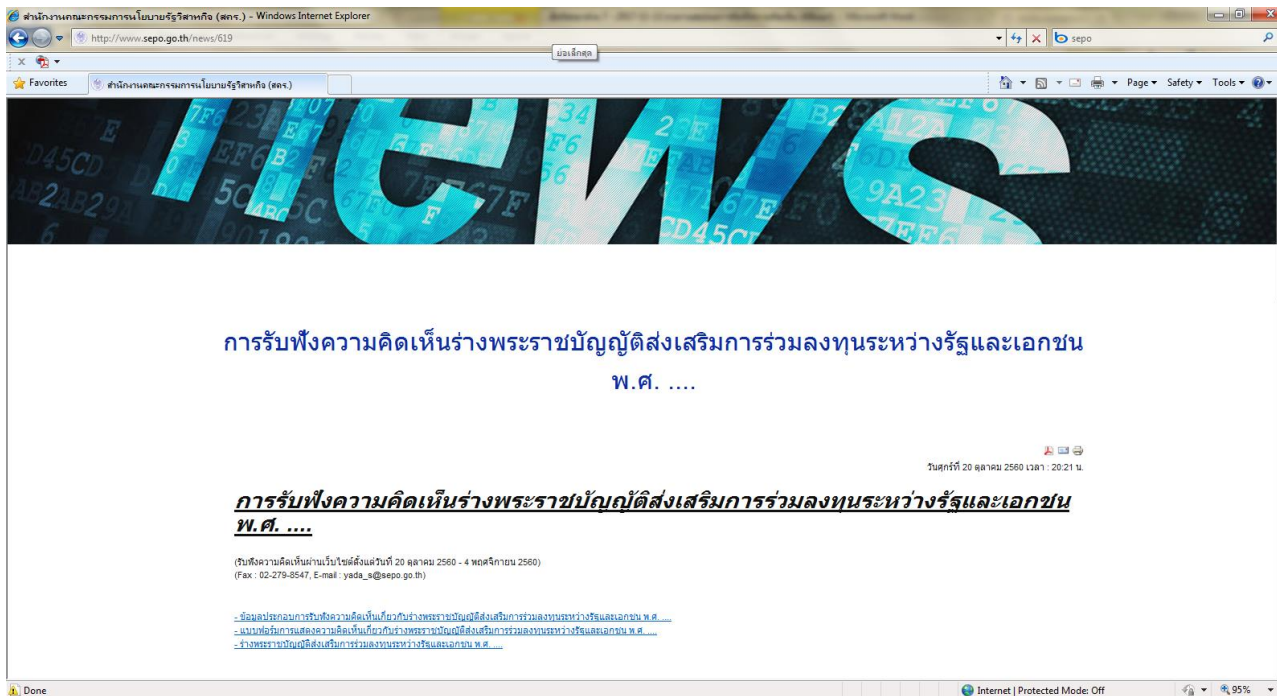 สำนักงานคณะกรรมการนโยบายรัฐวิสาหกิจ (สคร.) - Windows Internet Explorer
http://www.sepo.go.th/news/619
sepo
ย่อเล็กสุด
Favorites
สำนักงานคณะกรรมการนโยบายรัฐวิสาหกิจ (สคร.)
Page
Safety
Tools
news
การรับฟังความคิดเห็นร่างพระราชบัญญัติส่งเสริมการร่วมลงทุนระหว่างรัฐและเอกชน
พ.ศ. ....
วันศุกร์ที่ 20 ตุลาคม 2560 เวลา : 20:21 น.
การรับฟังความคิดเห็นร่างพระราชบัญญัติส่งเสริมการร่วมลงทุนระหว่างรัฐและเอกชน
พ.ศ. ....
(รับฟังความคิดเห็นผ่านเว็บไซต์ตั้งแต่วันที่ 20 ตุลาคม 2560 - 4 พฤศจิกายน 2560)
(Fax : 02-279-8547, E-mail : yada_s@sepo.go.th)
- ข้อมูลประกอบการรับฟังความคิดเห็นเกี่ยวกับร่างพระราชบัญญัติส่งเสริมการร่วมลงทุนระหว่างรัฐและเอกชน พ.ศ. ....
- แบบฟอร์มการแสดงความคิดเห็นเกี่ยวกับร่างพระราชบัญญัติส่งเสริมการร่วมลงทุนระหว่างรัฐและเอกชน พ.ศ. ....
- ร่างพระราชบัญญัติส่งเสริมการร่วมลงทุนระหว่างรัฐและเอกชน พ.ศ. ....
Done
Internet | Protected Mode: Off
95%